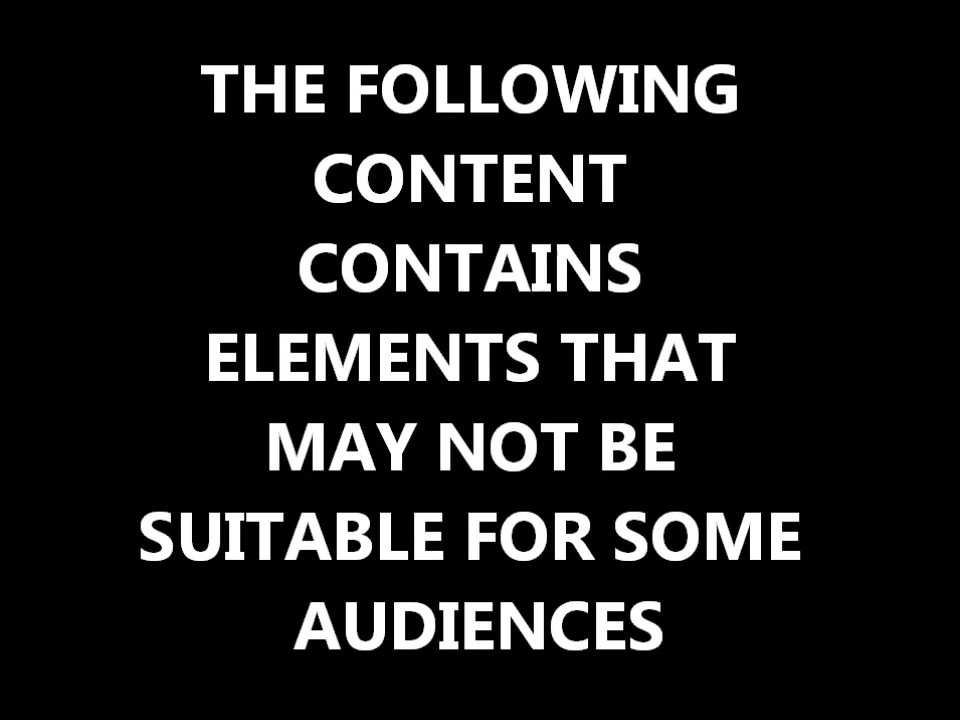 THE FOLLOWING
CONTENT
CONTAINS
ELEMENTS THAT
MAY NOT BE
SUITABLE FOR SOME
AUDIENCES